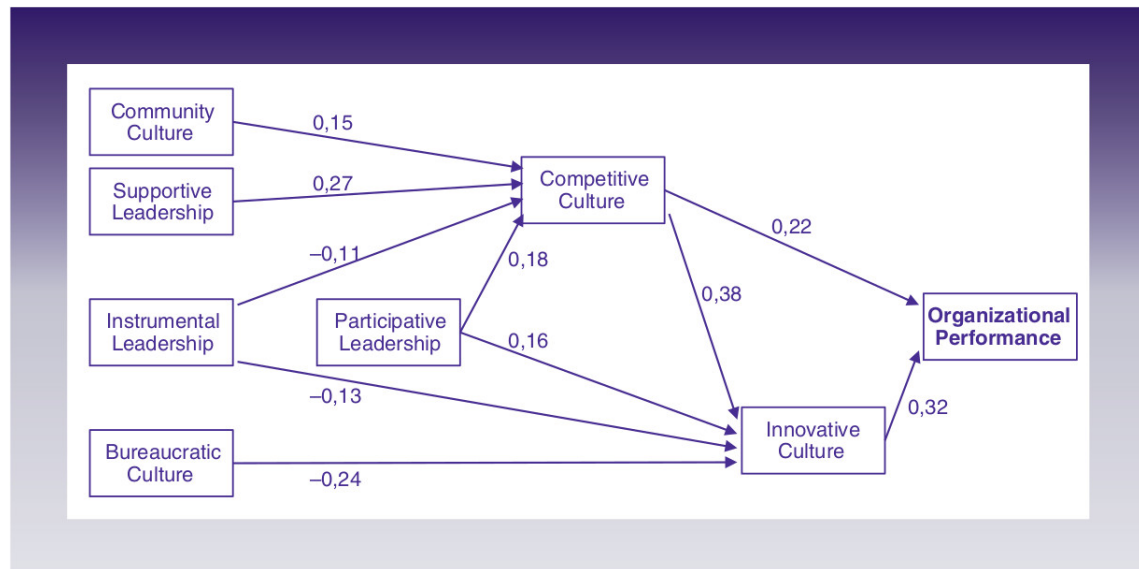 Community
Culture
0,15
Supportive
Leadership
0,27
Competitive
Culture
0,22
–0,11
0,18
0,38
Instrumental
Leadership
Participative
Leadership
0,16
Organizational
Performance
–0,13
0,32
Innovative
Culture
Bureaucratic
Culture
–0,24